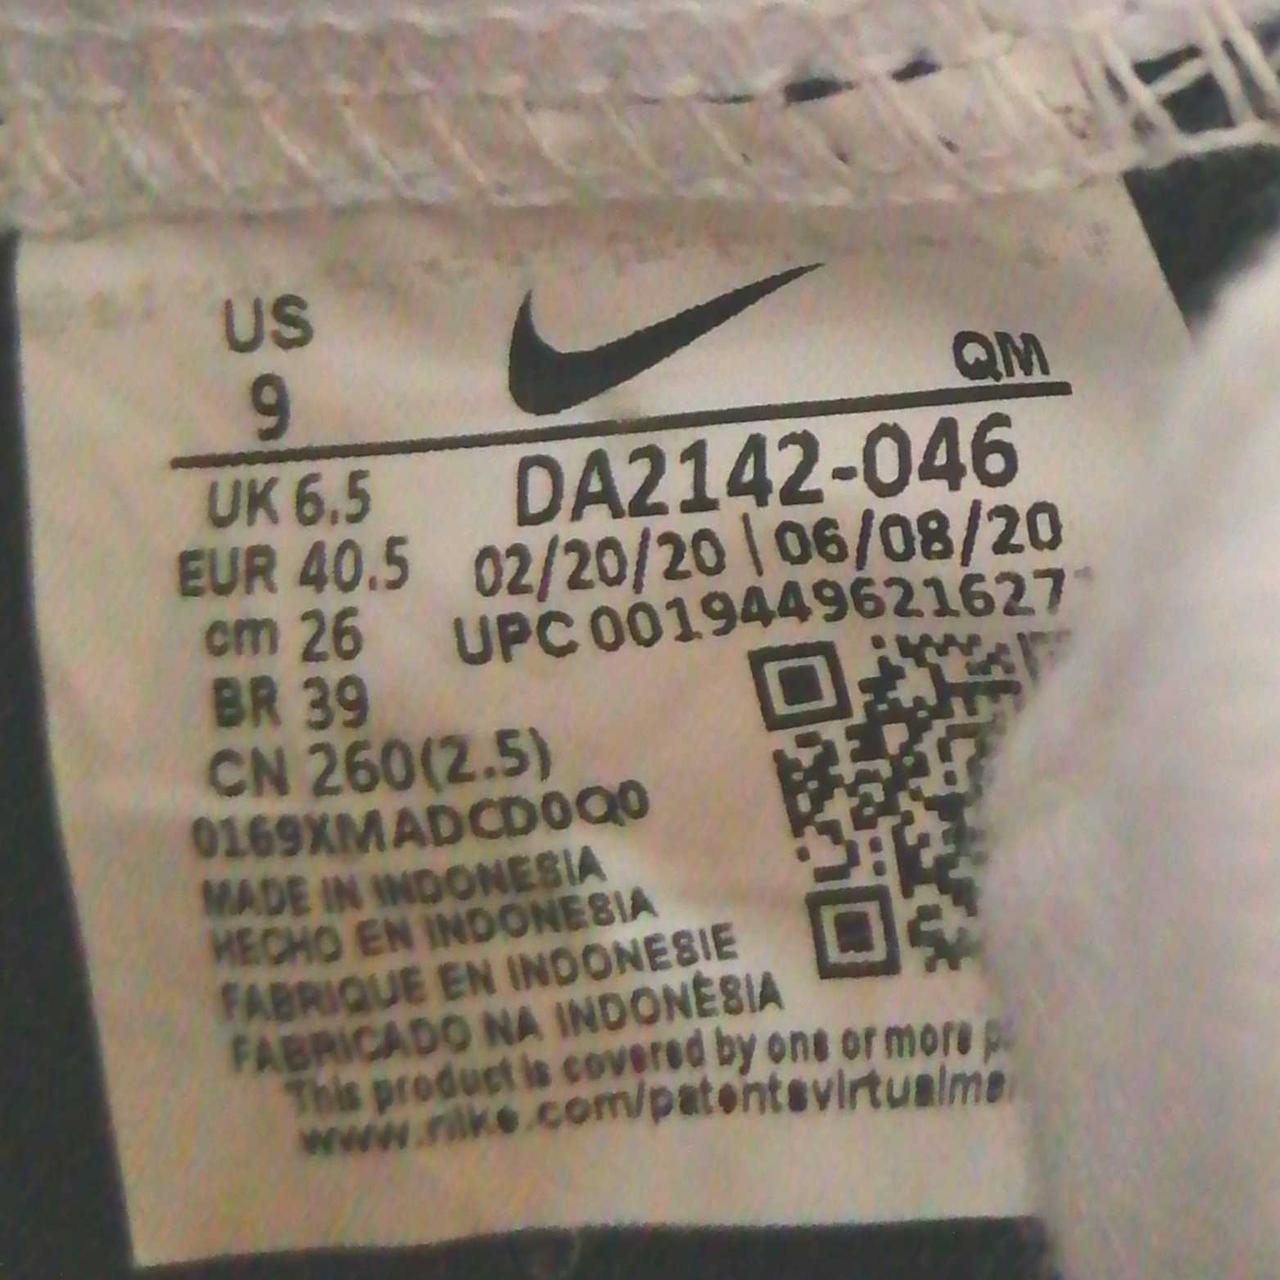 US
9
QM
UK 6.5
DA2142-046
EUR 40.5
02/20/20 | 06/08/20
cm 26
UPC 0019449621627
BR 39
CN 260(2.5)
0169XMADCD0Q0
MADE IN INDONESIA
HECHO EN INDONESIA
FABRIQUE EN INDONESIE
FABRICADO NA INDONÉSIA
This product is covered by one or more
www.nike.com/patentsvirtualma